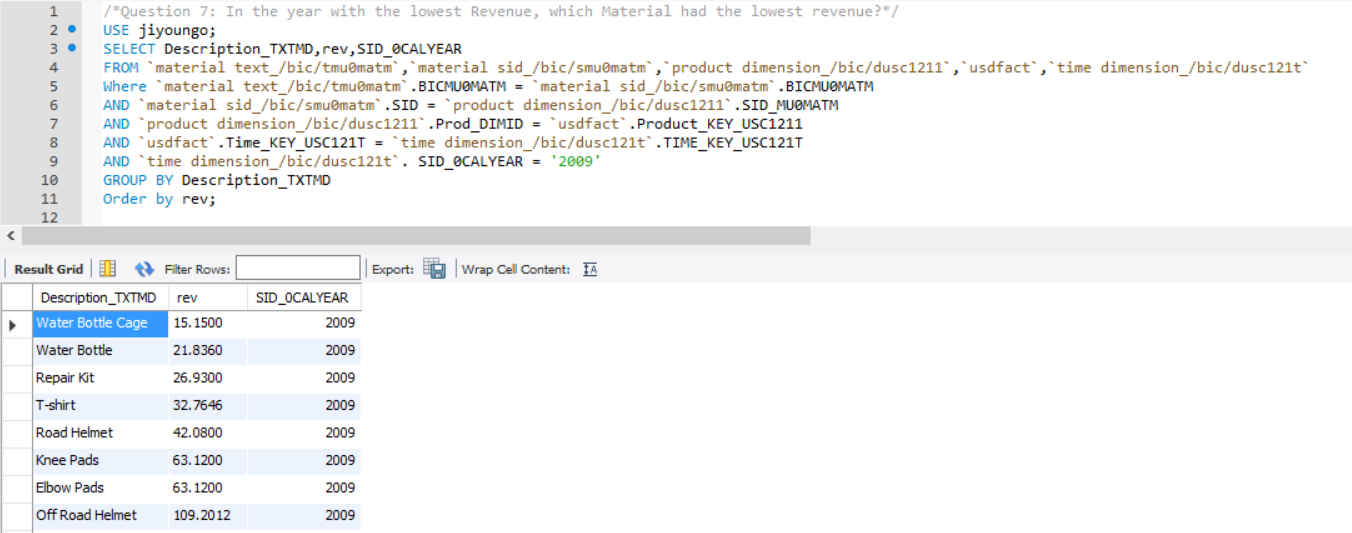 1 /*Question 7: In the year with the lowest Revenue, which Material had the lowest revenue?*/
2 USE jiyoungo;
3 SELECT Description_TXTMD,rev,SID_0CALYEAR
4 FROM `material text_/bic/tmu0matm`,`material sid_/bic/smu0matm`,`product dimension_/bic/dusc1211`,`usdfact`,`time dimension_/bic/dusc121t`
5 Where `material text_/bic/tmu0matm`.BICMU0MATM = `material sid_/bic/smu0matm`.BICMU0MATM
6 AND `material sid_/bic/smu0matm`.SID = `product dimension_/bic/dusc1211`.SID_MU0MATM
7 AND `product dimension_/bic/dusc1211`.Prod_DIMID = `usdfact`.Product_KEY_USC1211
8 AND `usdfact`.Time_KEY_USC121T = `time dimension_/bic/dusc121t`.TIME_KEY_USC121T
9 AND `time dimension_/bic/dusc121t`. SID_0CALYEAR = '2009'
10 GROUP BY Description_TXTMD
11 Order by rev;
12
Result Grid Filter Rows: Export: Wrap Cell Content:
Description_TXTMD rev SID_0CALYEAR
Water Bottle Cage 15.1500 2009
Water Bottle 21.8360 2009
Repair Kit 26.9300 2009
T-shirt 32.7646 2009
Road Helmet 42.0800 2009
Knee Pads 63.1200 2009
Elbow Pads 63.1200 2009
Off Road Helmet 109.2012 2009